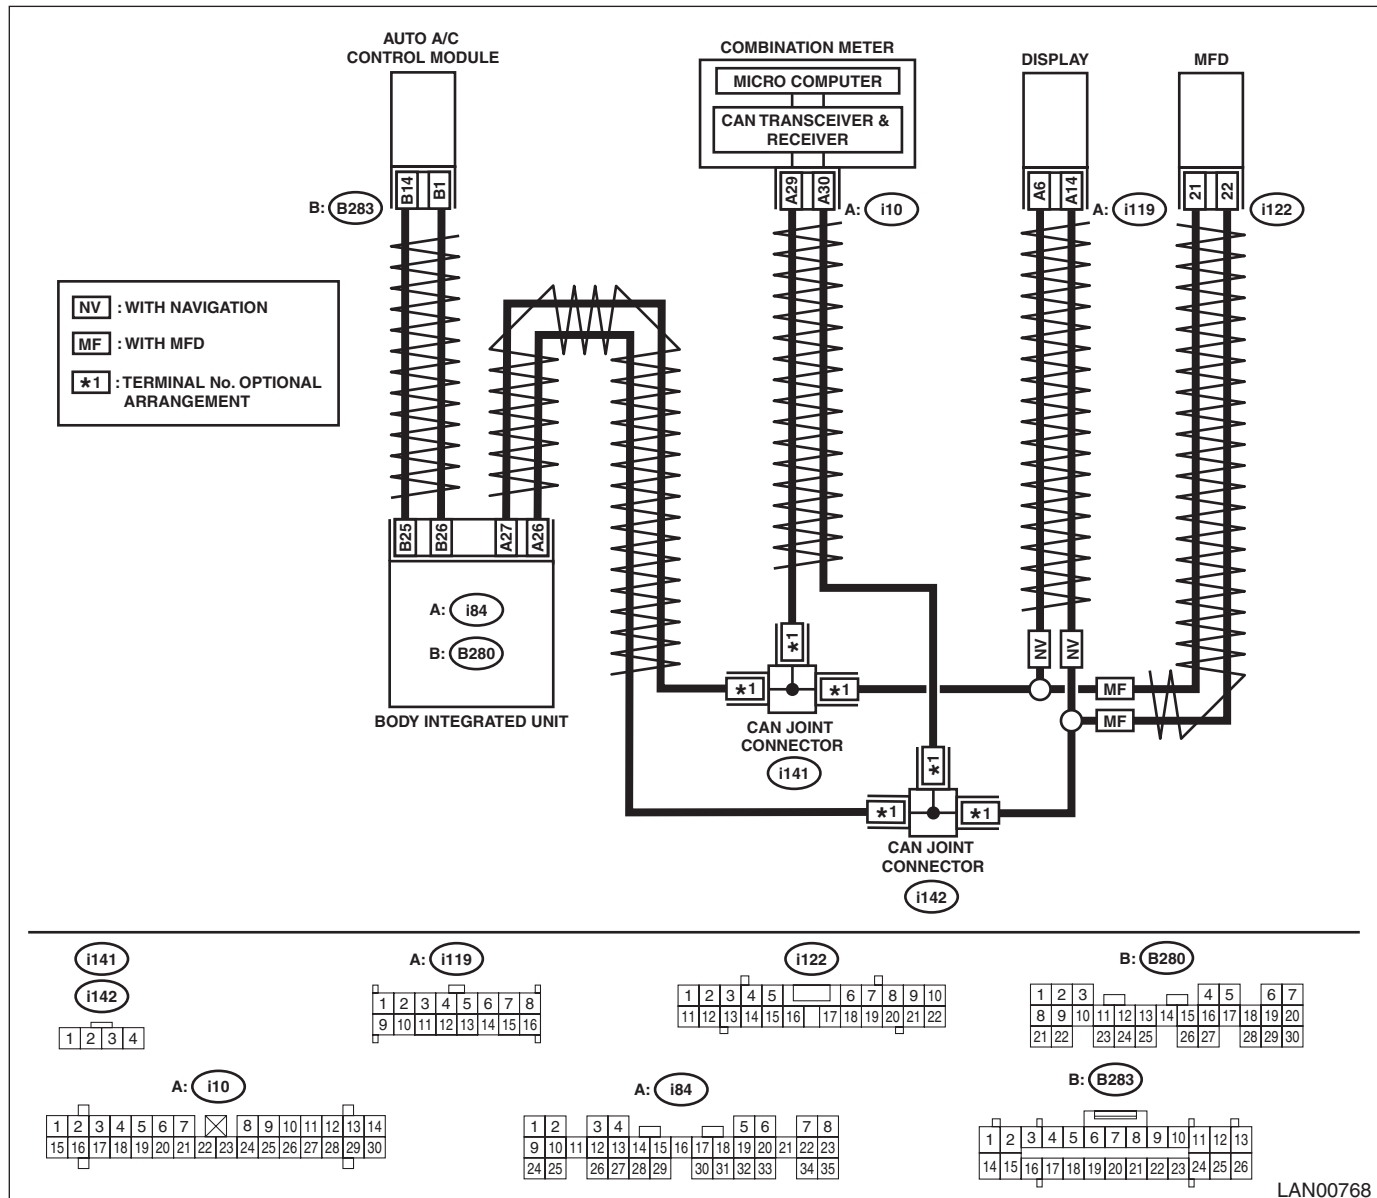 AUTO A/C
CONTROL MODULE
COMBINATION METER
MICRO COMPUTER
CAN TRANSCEIVER &
RECEIVER
DISPLAY
MFD
B14 B1
A29 A30
A6 A14
21 22
B: B283
A: i10
A: i119
i122
NV : WITH NAVIGATION
MF : WITH MFD
*1 : TERMINAL No. OPTIONAL
ARRANGEMENT
B25 B26 A27 A26
A: i84
B: B280
BODY INTEGRATED UNIT
*1
NV NV
*1 *1
MF
MF
CAN JOINT
CONNECTOR
i141
*1
*1 *1
CAN JOINT
CONNECTOR
i142
i141
i142
1 2 3 4
A: i119
1 2 3 4 5 6 7 8
9 10 11 12 13 14 15 16
i122
1 2 3 4 5 6 7 8 9 10
11 12 13 14 15 16 17 18 19 20 21 22
B: B280
1 2 3 4 5 6 7
8 9 10 11 12 13 14 15 16 17 18 19 20
21 22 23 24 25 26 27 28 29 30
A: i10
1 2 3 4 5 6 7 8 9 10 11 12 13 14
15 16 17 18 19 20 21 22 23 24 25 26 27 28 29 30
A: i84
1 2 3 4 5 6 7 8
9 10 11 12 13 14 15 16 17 18 19 20 21 22 23
24 25 26 27 28 29 30 31 32 33 34 35
B: B283
1 2 3 4 5 6 7 8 9 10 11 12 13
14 15 16 17 18 19 20 21 22 23 24 25 26
LAN00768